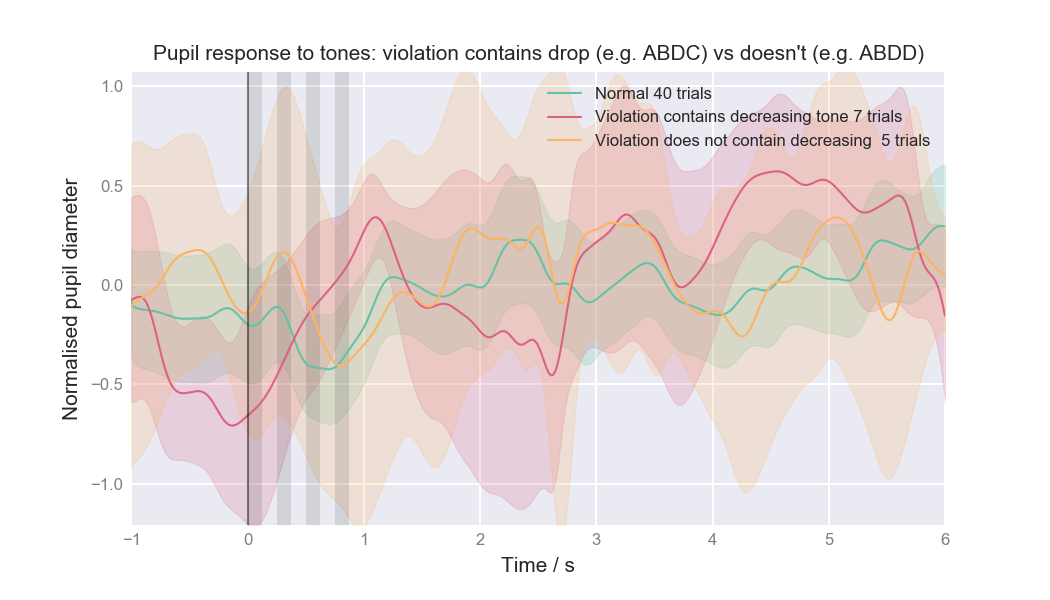 Pupil response to tones: violation contains drop (e.g. ABDC) vs doesn't (e.g. ABDD)
Normal 40 trials
Violation contains decreasing tone 7 trials
Violation does not contain decreasing  5 trials
Normalised pupil diameter
1.0
0.5
0.0
−0.5
−1.0
−1 0 1 2 3 4 5 6
Time / s